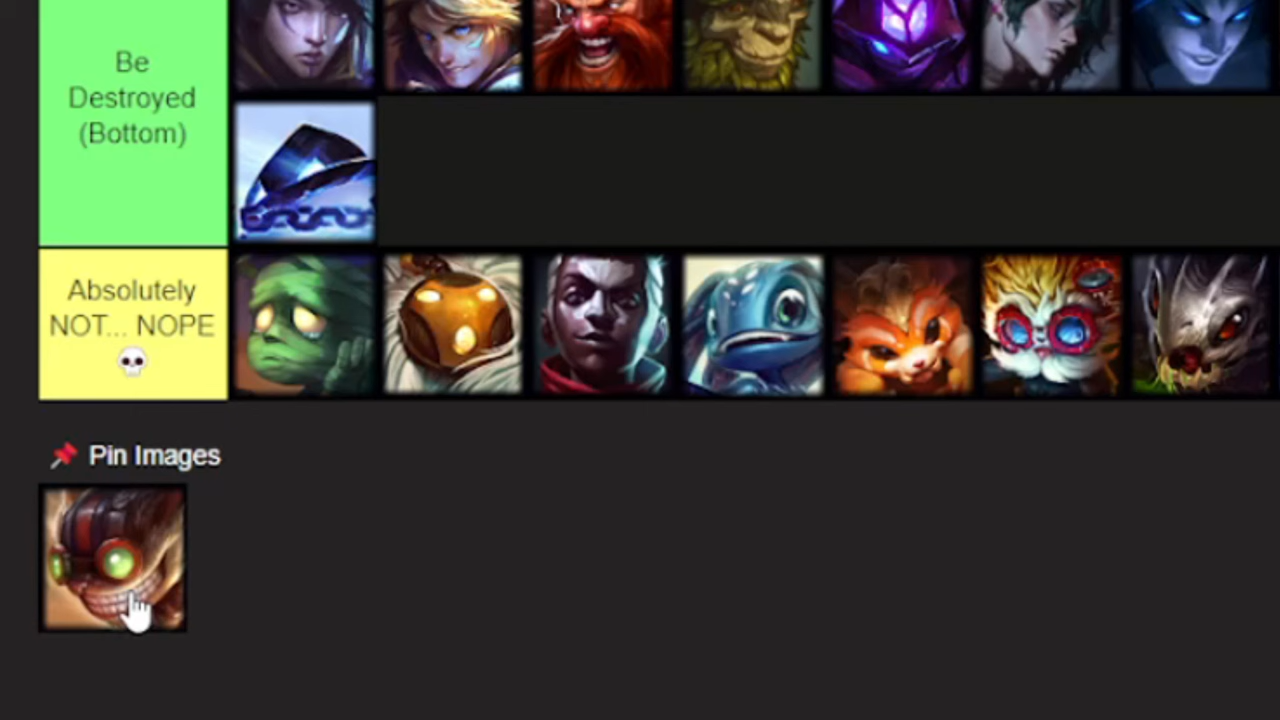 Be
Destroyed
(Bottom)
Absolutely
NOT... NOPE
💀
📌 Pin Images